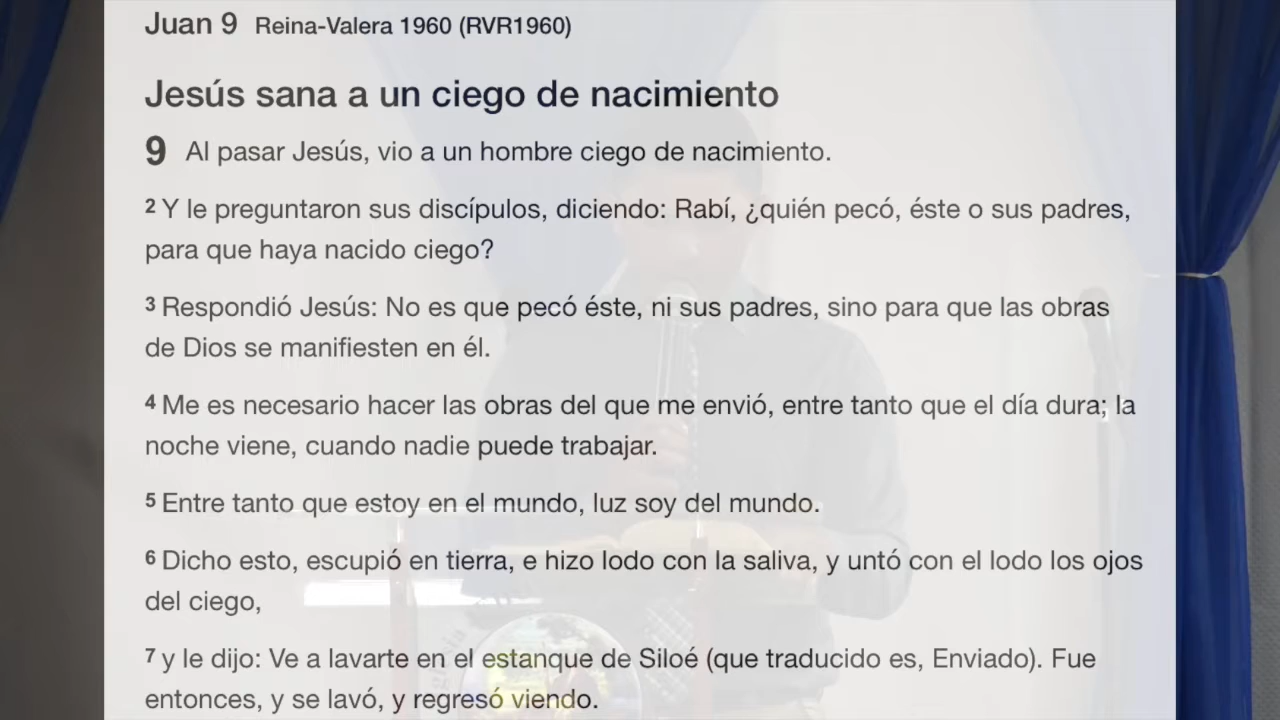 Juan 9 Reina-Valera 1960 (RVR1960)
Jesús sana a un ciego de nacimiento
9 Al pasar Jesús, vio a un hombre ciego de nacimiento.
2 Y le preguntaron sus discípulos, diciendo: Rabí, ¿quién pecó, éste o sus padres,
para que haya nacido ciego?
3 Respondió Jesús: No es que pecó éste, ni sus padres, sino para que las obras
de Dios se manifiesten en él.
4 Me es necesario hacer las obras del que me envió, entre tanto que el día dura; la
noche viene, cuando nadie puede trabajar.
5 Entre tanto que estoy en el mundo, luz soy del mundo.
6 Dicho esto, escupió en tierra, e hizo lodo con la saliva, y untó con el lodo los ojos
del ciego,
7 y le dijo: Ve a lavarte en el estanque de Siloé (que traducido es, Enviado). Fue
entonces, y se lavó, y regresó viendo.